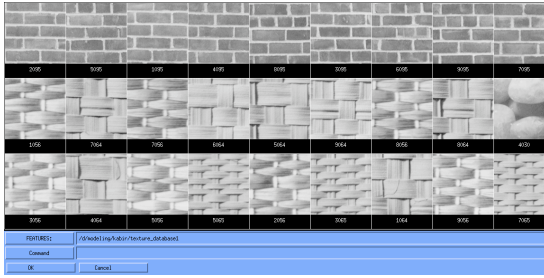 2095 5095 1095 4095 8095 3095 6095 9095 7095
1056 7064 7056 6064 5064 9064 8056 8064 4030
3056 4064 5056 5065 2056 3065 1064 9056 7065
FEATURES: /d/modeling/kabir/texture_database1
Command
OK Cancel